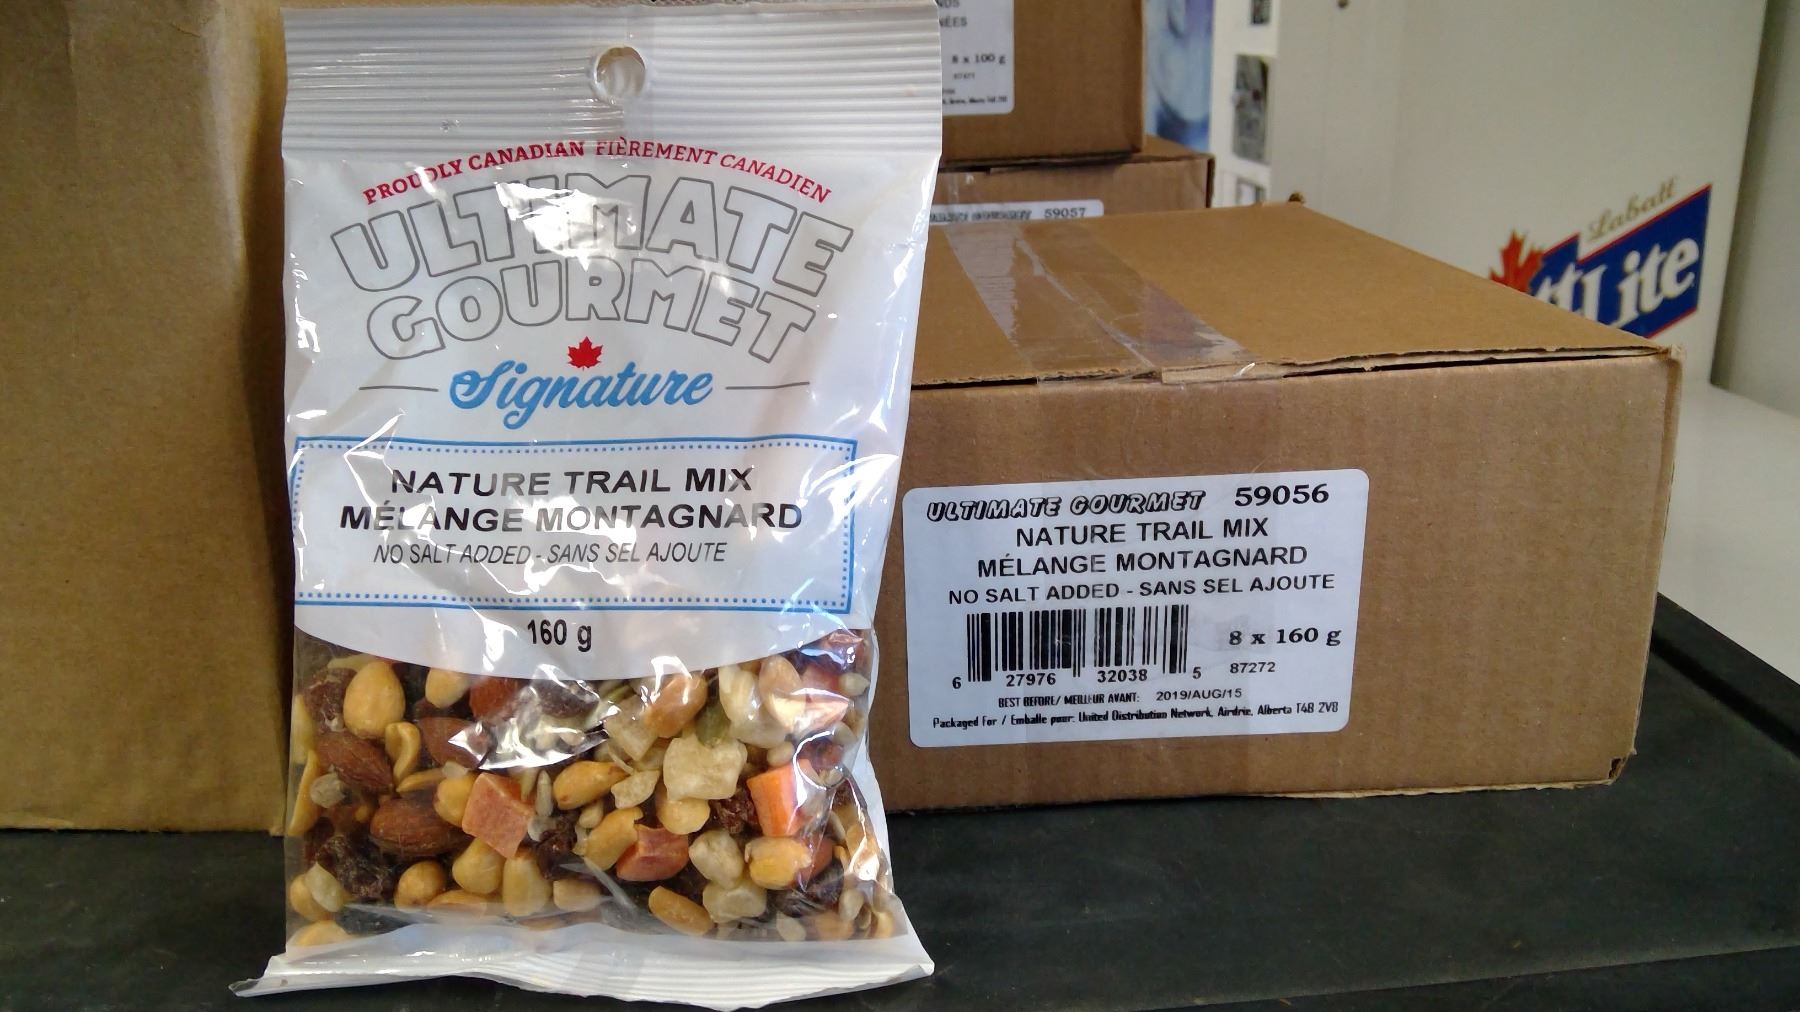 PROUDLY CANADIAN FIÈREMENT CANADIEN
ULTIMATE
GOURMET
Signature
NATURE TRAIL MIX
MÉLANGE MONTAGNARD
NO SALT ADDED - SANS SEL AJOUTE
160 g
8 x 100 g
59057
Labatt
Lite
ULTIMATE GOURMET 59056
NATURE TRAIL MIX
MÉLANGE MONTAGNARD
NO SALT ADDED - SANS SEL AJOUTE
8 x 160 g
6 27976 32038 5 87272
BEST BEFORE/ MEILLEUR AVANT: 2019/AUG/15
Packaged For / Emballe pour: United Distribution Network, Airdrie, Alberta T4B 2V8